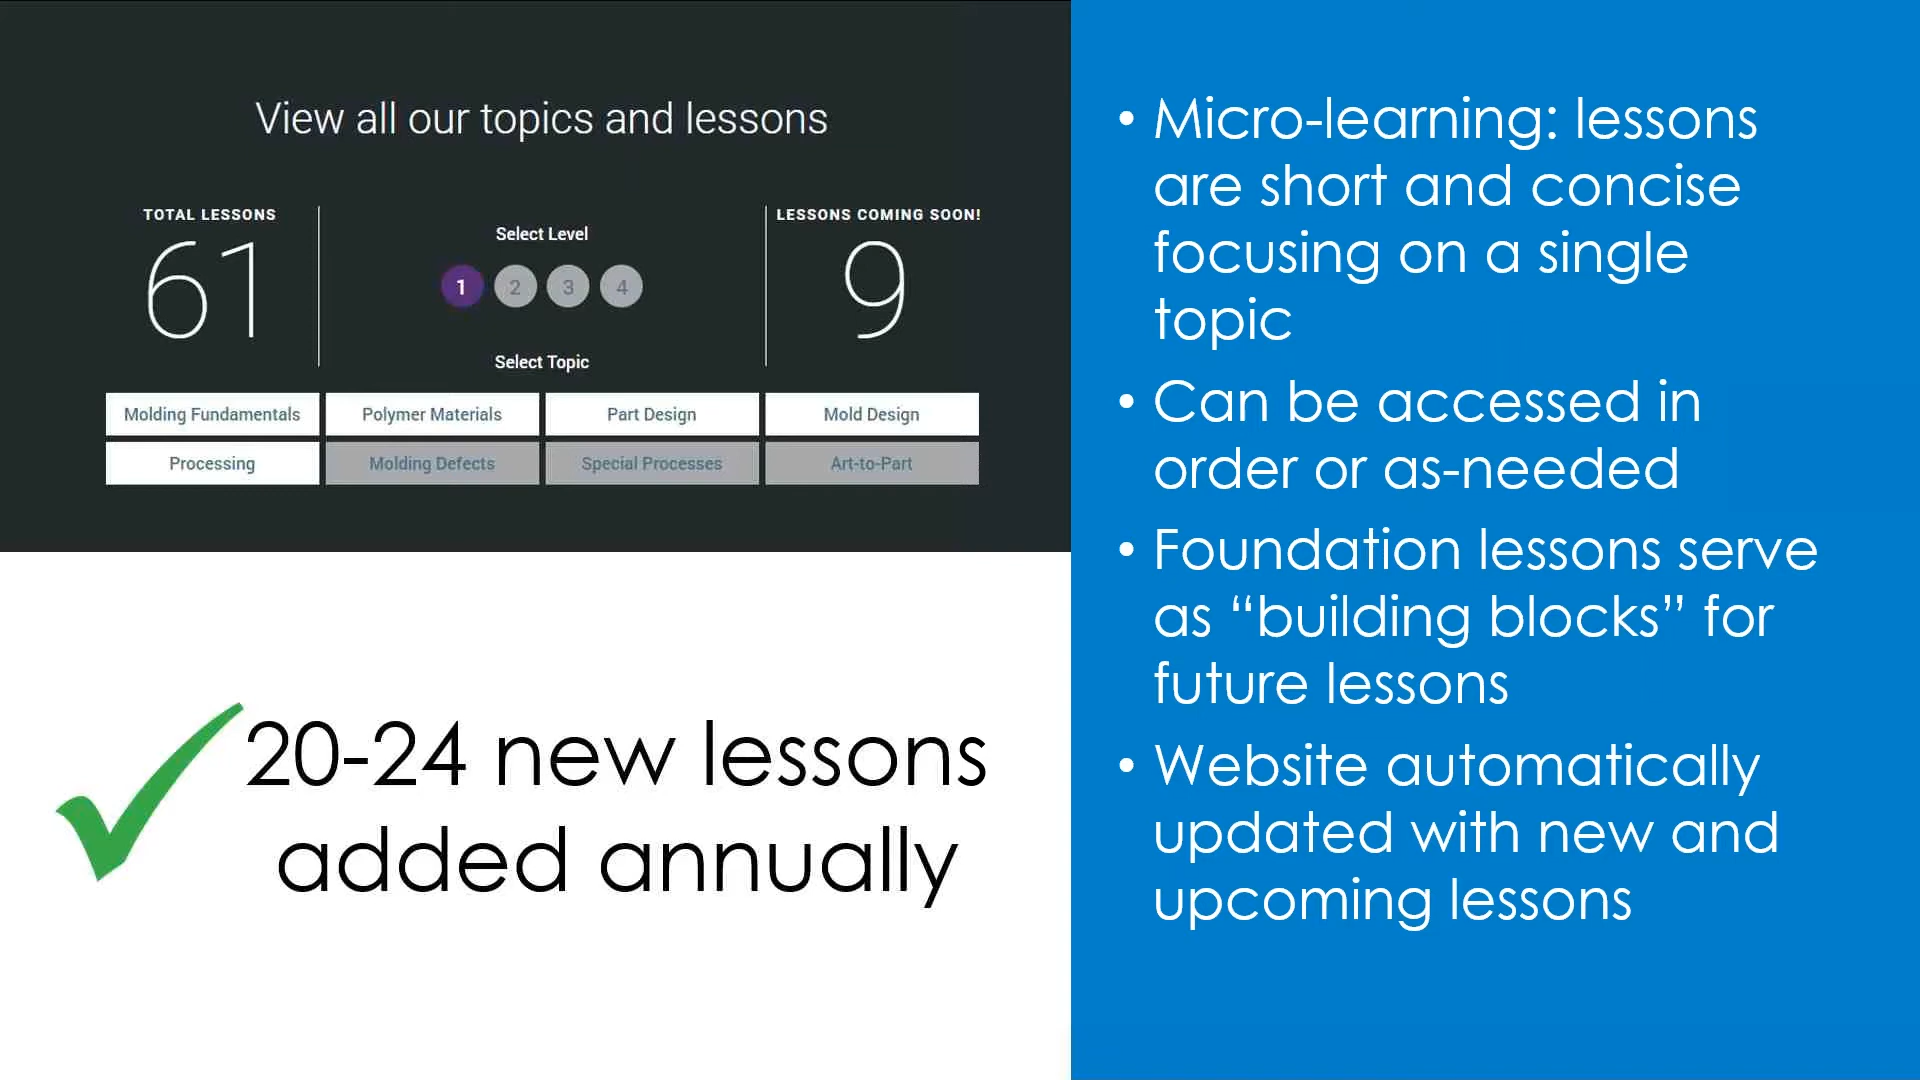 View all our topics and lessons
TOTAL LESSONS
61
Select Level
1 2 3 4
LESSONS COMING SOON!
9
Select Topic
Molding Fundamentals
Polymer Materials
Part Design
Mold Design
Processing
Molding Defects
Special Processes
Art-to-Part
20-24 new lessons
added annually
• Micro-learning: lessons
are short and concise
focusing on a single
topic
• Can be accessed in
order or as-needed
• Foundation lessons serve
as “building blocks” for
future lessons
• Website automatically
updated with new and
upcoming lessons